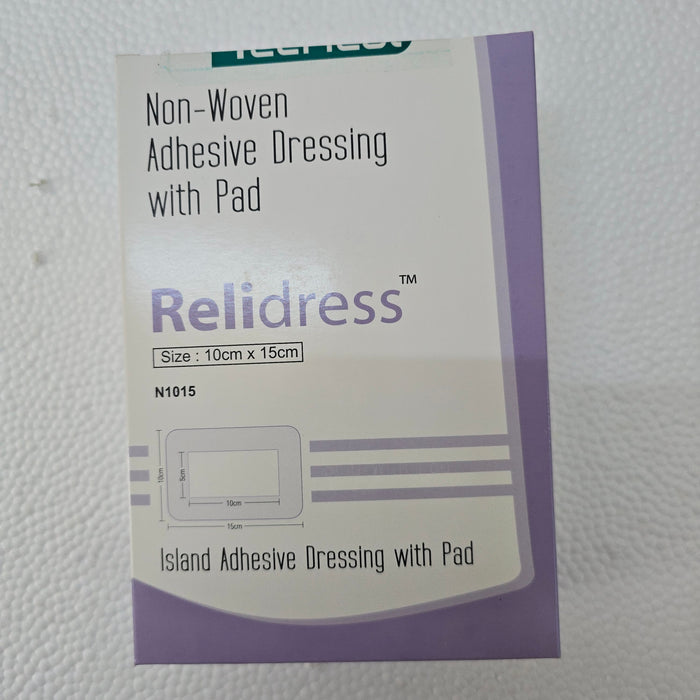 Non-Woven
Adhesive Dressing
with Pad
Relidress™
Size : 10cm x 15cm
N1015
10cm
5cm
10cm
15cm
Island Adhesive Dressing with Pad